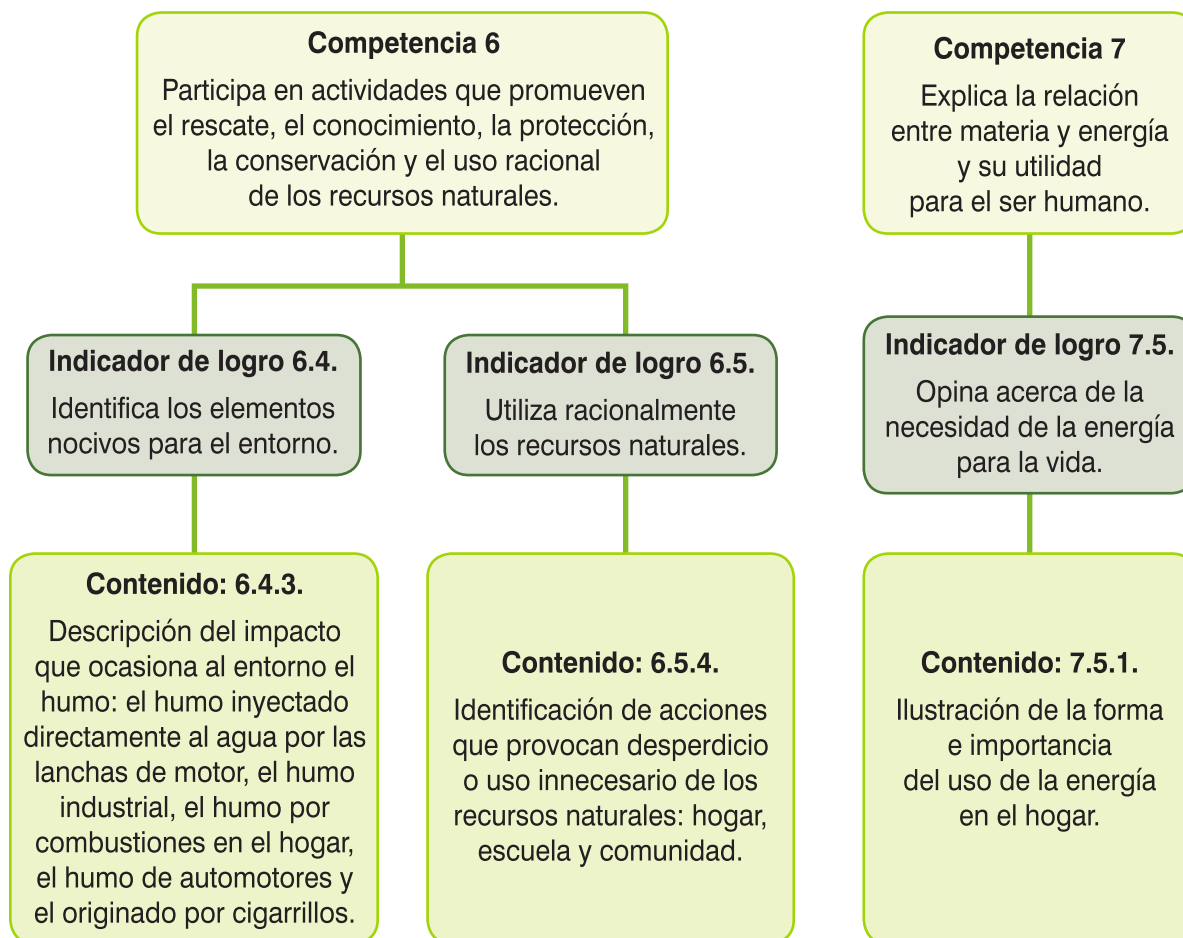 Competencia 6
Participa en actividades que promueven
el rescate, el conocimiento, la protección,
la conservación y el uso racional
de los recursos naturales.
Competencia 7
Explica la relación
entre materia y energía
y su utilidad
para el ser humano.
Indicador de logro 6.4.
Identifica los elementos
nocivos para el entorno.
Indicador de logro 6.5.
Utiliza racionalmente
los recursos naturales.
Indicador de logro 7.5.
Opina acerca de la
necesidad de la energía
para la vida.
Contenido: 6.4.3.
Descripción del impacto
que ocasiona al entorno el
humo: el humo inyectado
directamente al agua por las
lanchas de motor, el humo
industrial, el humo por
combustiones en el hogar,
el humo de automotores y
el originado por cigarrillos.
Contenido: 6.5.4.
Identificación de acciones
que provocan desperdicio
o uso innecesario de los
recursos naturales: hogar,
escuela y comunidad.
Contenido: 7.5.1.
Ilustración de la forma
e importancia
del uso de la energía
en el hogar.